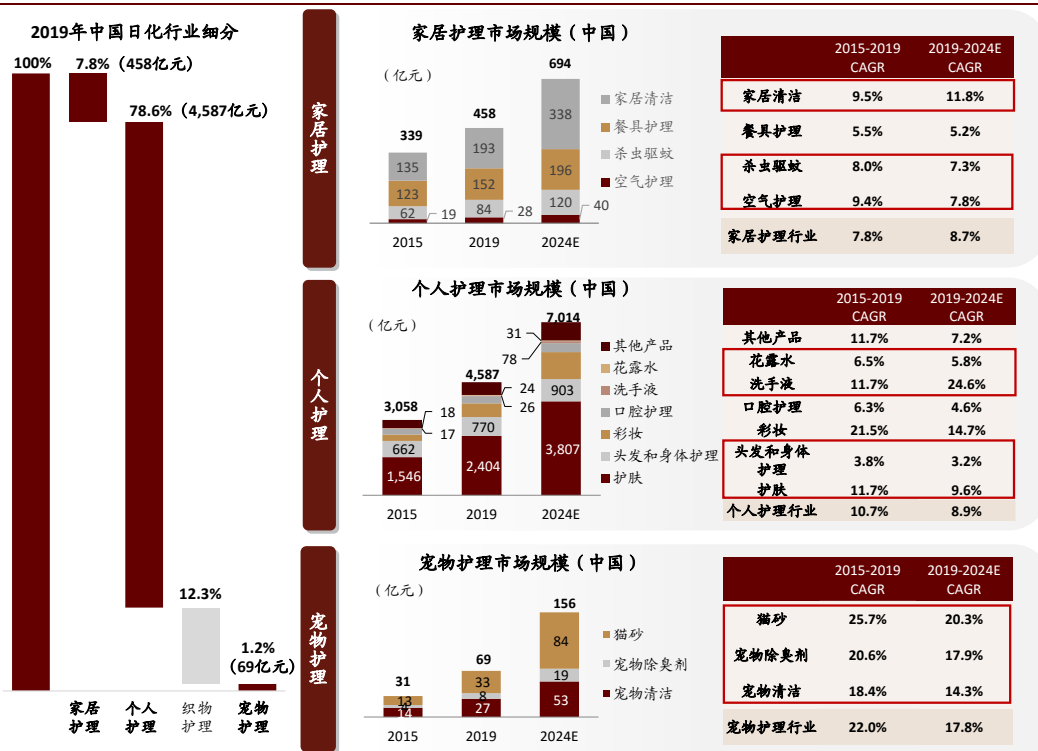 2019年中国日化行业细分
100%
7.8%（458亿元）
78.6%（4,587亿元）
12.3%
1.2%
(69亿元)
家居
护理
个人
护理
织物
护理
宠物
护理
家居护理
家居护理市场规模（中国）
（亿元）
339
458
694
135
193
338
123
152
196
62
84
120
19
28
40
2015
2019
2024E
家居清洁
餐具护理
杀虫驱蚊
空气护理
2015-2019
CAGR
2019-2024E
CAGR
家居清洁 9.5% 11.8%
餐具护理 5.5% 5.2%
杀虫驱蚊 8.0% 7.3%
空气护理 9.4% 7.8%
家居护理行业 7.8% 8.7%
个人护理
个人护理市场规模（中国）
（亿元）
3,058
4,587
7,014
18
17
24
26
31
78
662
770
903
1,546
2,404
3,807
2015
2019
2024E
其他产品
花露水
洗手液
口腔护理
彩妆
头发和身体护理
护肤
2015-2019
CAGR
2019-2024E
CAGR
其他产品 11.7% 7.2%
花露水 6.5% 5.8%
洗手液 11.7% 24.6%
口腔护理 6.3% 4.6%
彩妆 21.5% 14.7%
头发和身体
护理 3.8% 3.2%
护肤 11.7% 9.6%
个人护理行业 10.7% 8.9%
宠物护理
宠物护理市场规模（中国）
（亿元）
31
69
156
13
33
84
8
19
14
27
53
2015
2019
2024E
猫砂
宠物除臭剂
宠物清洁
2015-2019
CAGR
2019-2024E
CAGR
猫砂 25.7% 20.3%
宠物除臭剂 20.6% 17.9%
宠物清洁 18.4% 14.3%
宠物护理行业 22.0% 17.8%